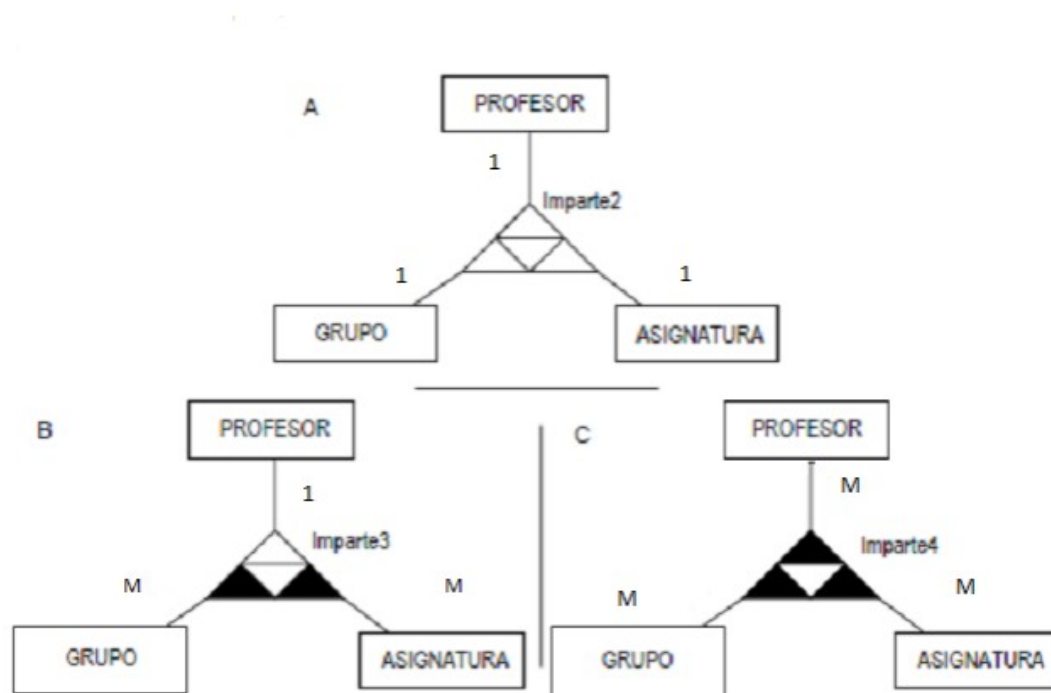 A
PROFESOR
1
Imparte2
1
1
GRUPO
ASIGNATURA
B
PROFESOR
1
Imparte3
M
M
GRUPO
ASIGNATURA
C
PROFESOR
M
Imparte4
M
M
GRUPO
ASIGNATURA